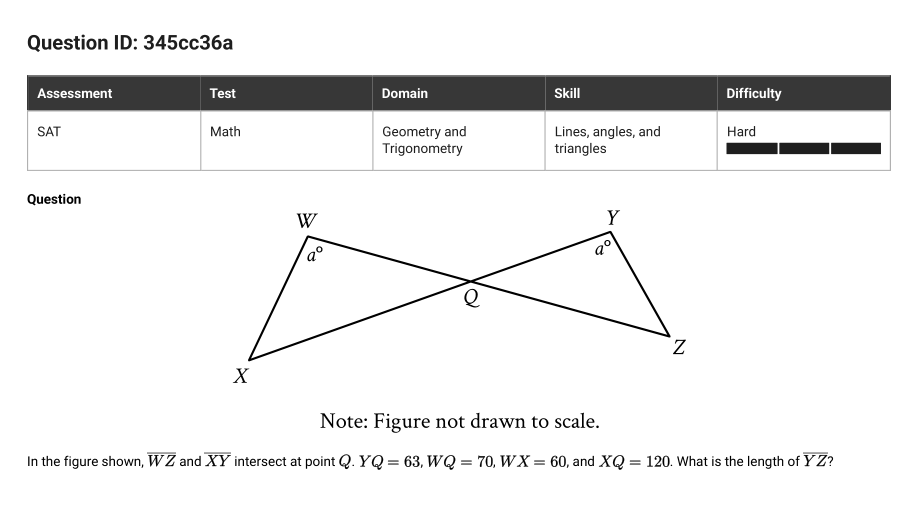 Question ID: 345cc36a
Assessment Test Domain Skill Difficulty
SAT Math Geometry and Lines, angles, and Hard
Trigonometry triangles
Question
W Y
a° a°
Q
Z
X
Note: Figure not drawn to scale.
In the figure shown, WZ and XY intersect at point Q. YQ = 63, WQ = 70, WX = 60, and XQ = 120. What is the length of YZ?